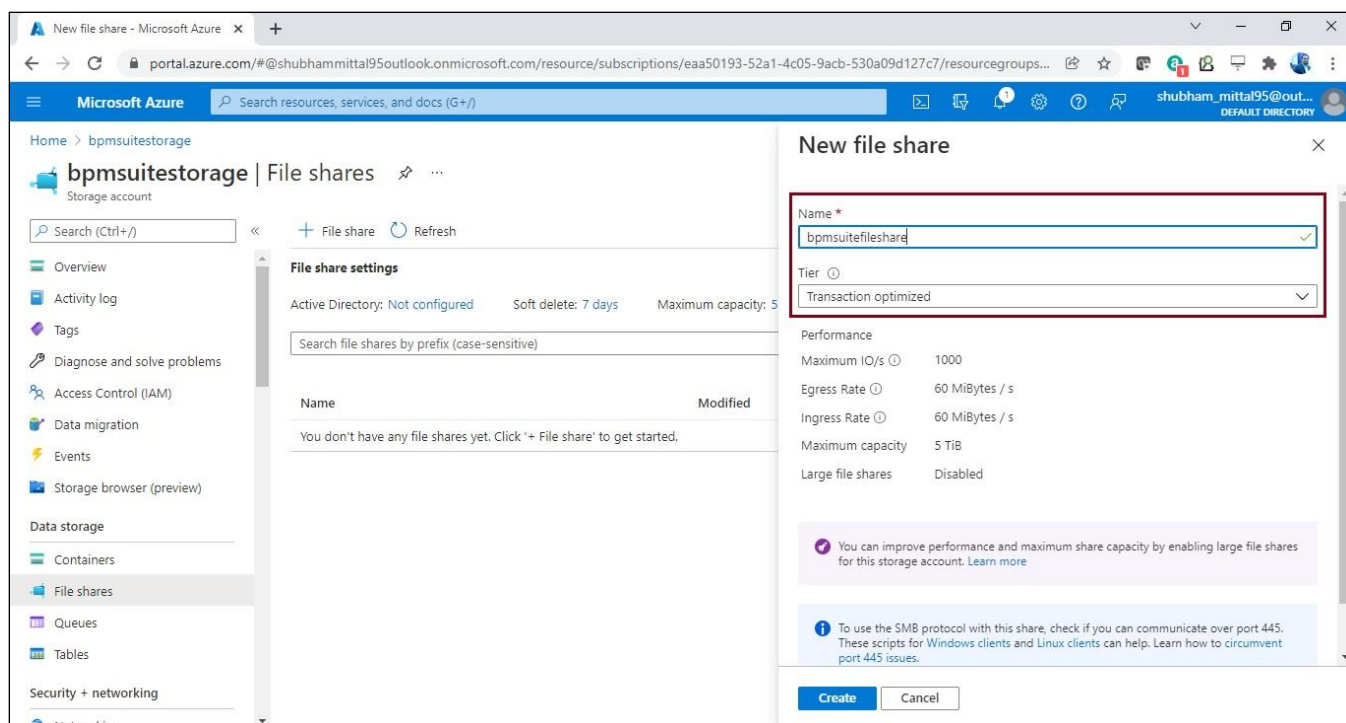 New file share - Microsoft Azure
portal.azure.com/#@shubhammittal95outlook.onmicrosoft.com/resource/subscriptions/eaa50193-52a1-4c05-9acb-530a09d127c7/resourcegroups...
Microsoft Azure
Search resources, services, and docs (G+/)
1
shubham_mittal95@out...
DEFAULT DIRECTORY
Home > bpmsuitestorage
bpmsuitestorage | File shares
Storage account
Search (Ctrl+/)
Overview
Activity log
Tags
Diagnose and solve problems
Access Control (IAM)
Data migration
Events
Storage browser (preview)
Data storage
Containers
File shares
Queues
Tables
Security + networking
File share
Refresh
File share settings
Active Directory: Not configured
Soft delete: 7 days
Maximum capacity: 5
Search file shares by prefix (case-sensitive)
Name
Modified
You don't have any file shares yet. Click '+ File share' to get started.
New file share
Name *
bpmsuitefileshare
Tier
Transaction optimized
Performance
Maximum IO/s 1000
Egress Rate 60 MiBytes / s
Ingress Rate 60 MiBytes / s
Maximum capacity 5 TiB
Large file shares Disabled
You can improve performance and maximum share capacity by enabling large file shares
for this storage account. Learn more
To use the SMB protocol with this share, check if you can communicate over port 445.
These scripts for Windows clients and Linux clients can help. Learn how to circumvent
port 445 issues.
Create
Cancel